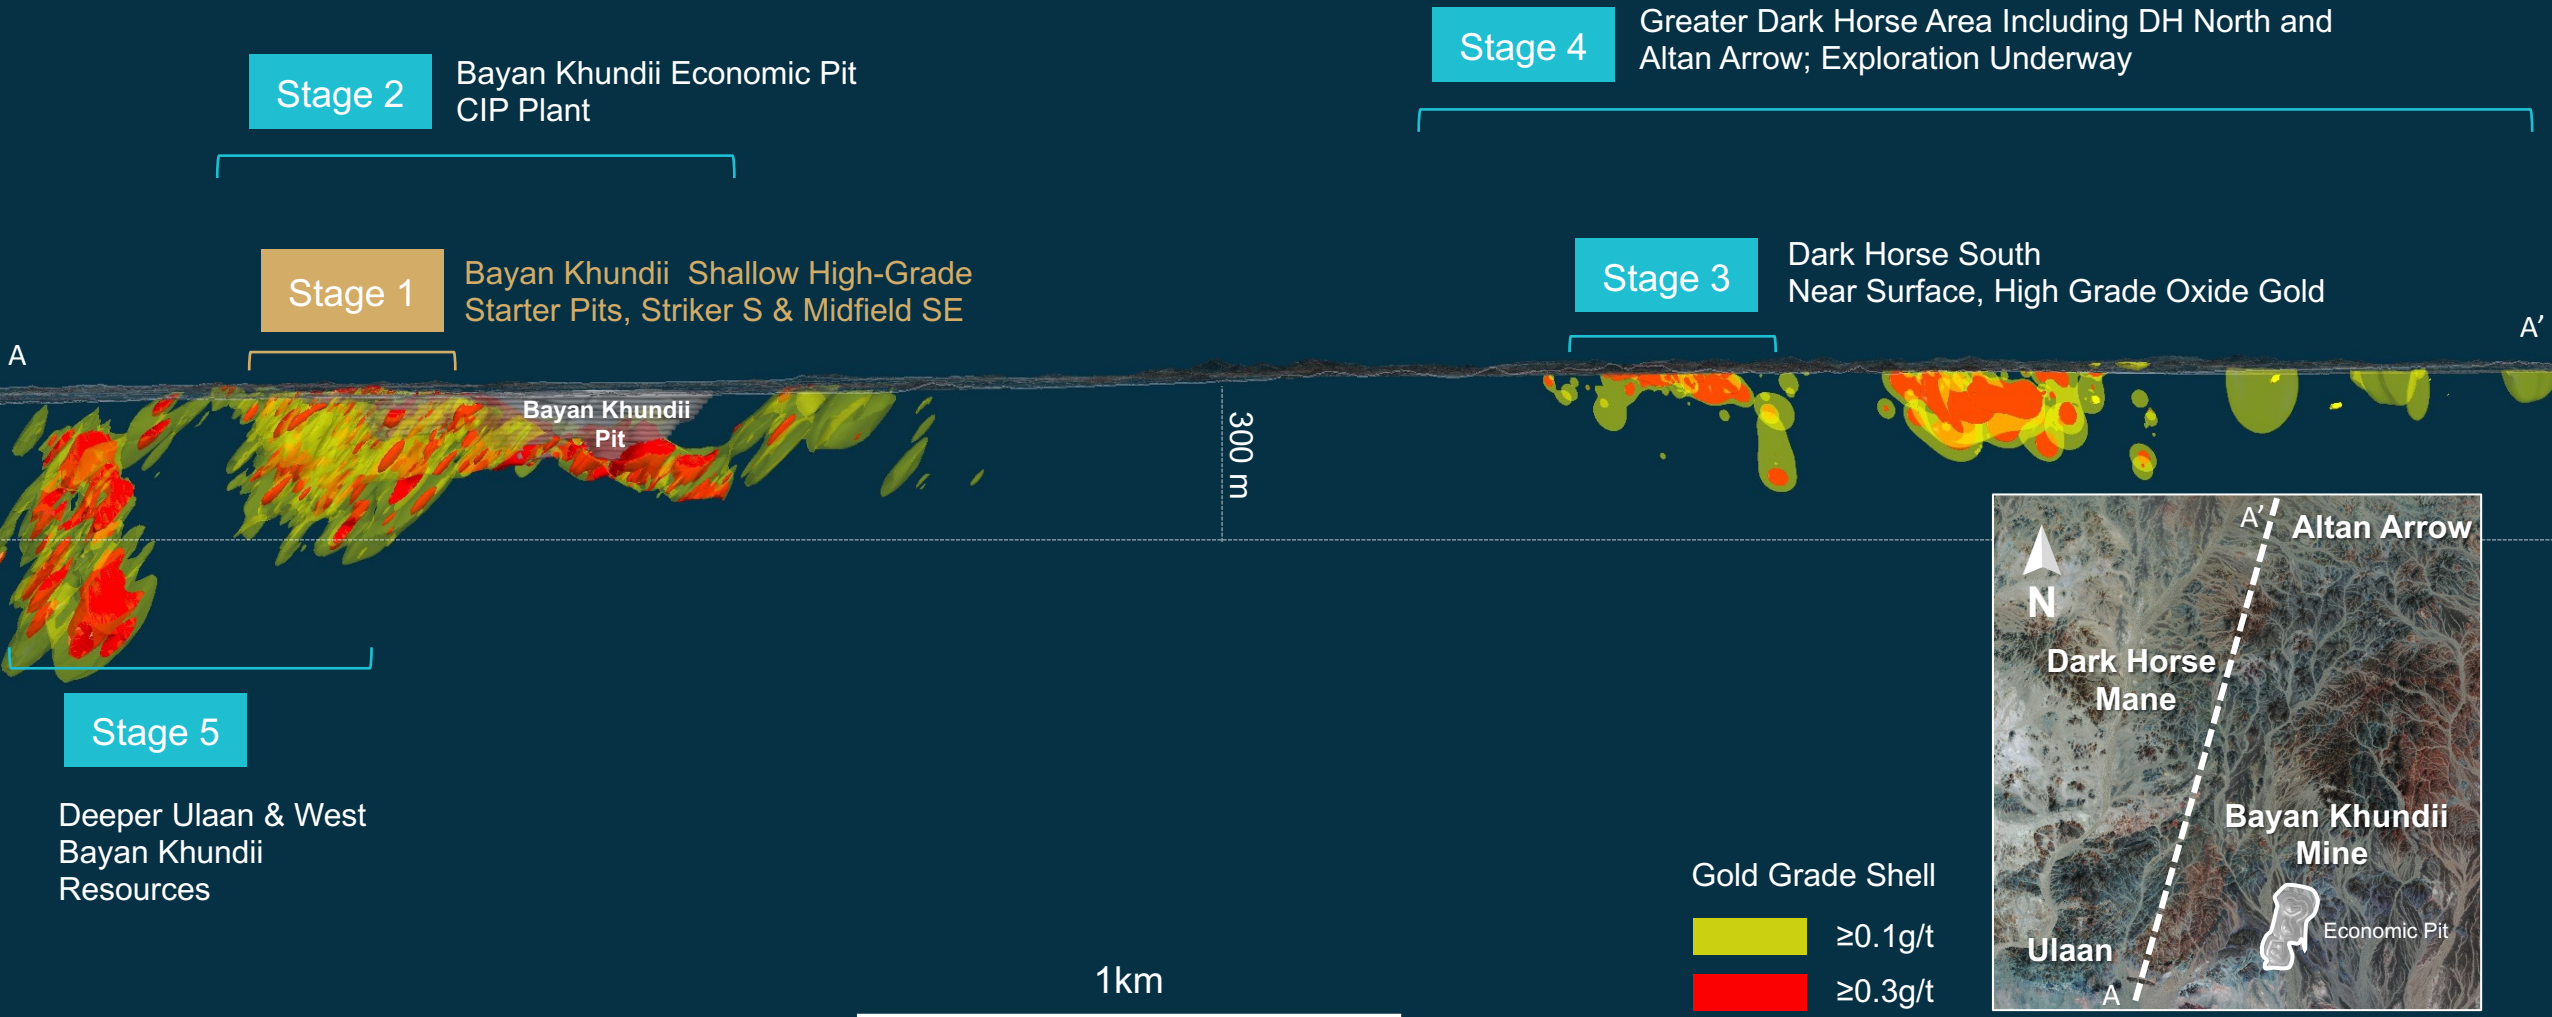 Stage 4
Greater Dark Horse Area Including DH North and
Altan Arrow; Exploration Underway
Stage 2
Bayan Khundii Economic Pit
CIP Plant
Stage 1
Bayan Khundii  Shallow High-Grade
Starter Pits, Striker S & Midfield SE
Stage 3
Dark Horse South
Near Surface, High Grade Oxide Gold
A
A’
Bayan Khundii
Pit
300 m
Stage 5
Deeper Ulaan & West
Bayan Khundii
Resources
1km
Gold Grade Shell
≥0.1g/t
≥0.3g/t
A’
Altan Arrow
N
Dark Horse
Mane
Bayan Khundii
Mine
Economic Pit
Ulaan
A